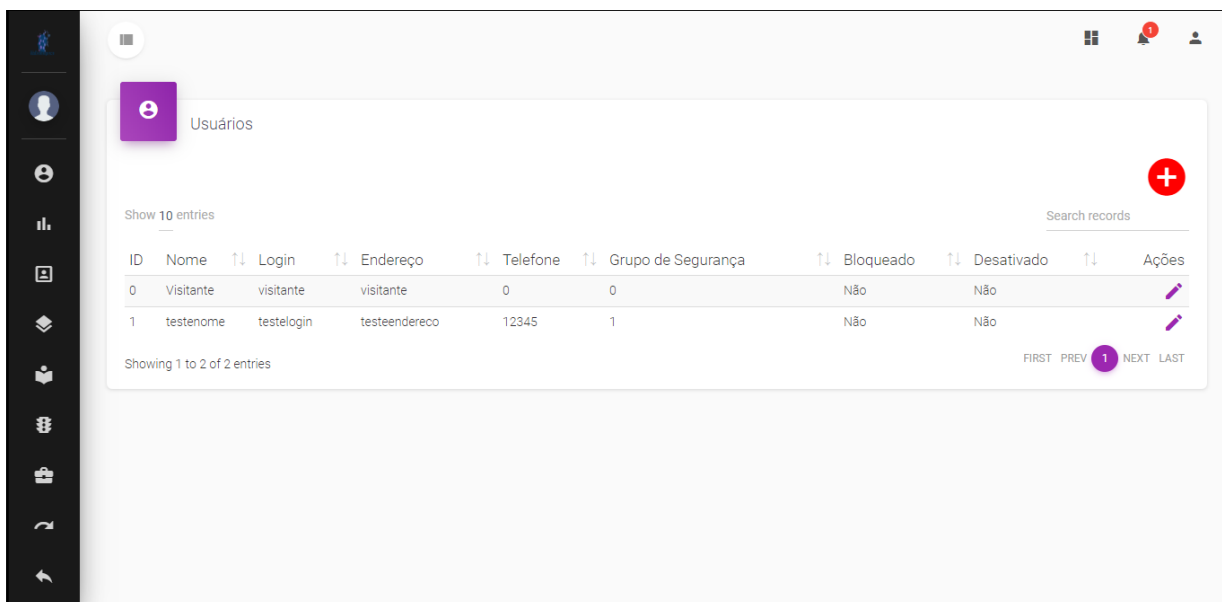 1
Usuários
Show 10 entries
Search records
ID Nome Login Endereço Telefone Grupo de Segurança Bloqueado Desativado Ações
0 Visitante visitante visitante 0 0 Não Não
1 testenome testelogin testeendereco 12345 1 Não Não
Showing 1 to 2 of 2 entries
FIRST PREV 1 NEXT LAST